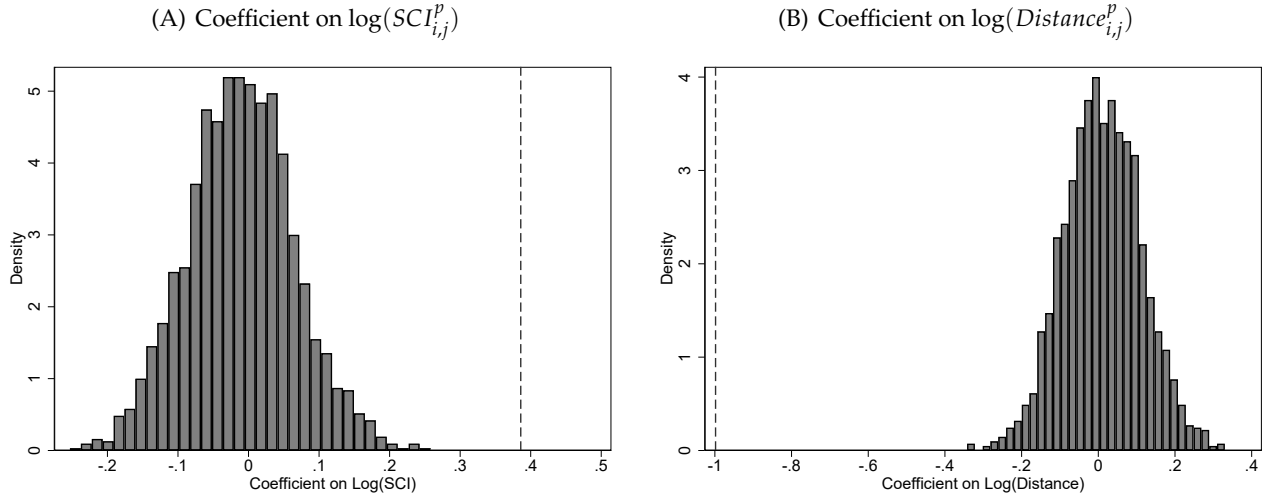 (A) Coefficient on log(SCI^p_{i,j})
5
4
3
2
1
0
Density
-.2 -.1 0 .1 .2 .3 .4 .5
Coefficient on Log(SCI)
(B) Coefficient on log(Distance^p_{i,j})
4
3
2
1
0
Density
-1 -.8 -.6 -.4 -.2 0 .2 .4
Coefficient on Log(Distance)